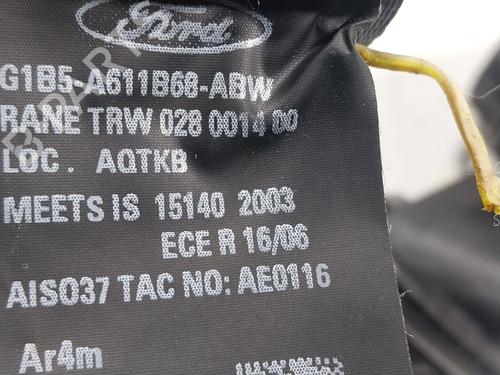 Ford
G1B5-A611B68-ABW
RANE TRW 028 0014 00
LOC . AQTKB
MEETS IS 15140 2003
ECE R 16/06
AIS037 TAC NO: AE0116
Ar4m